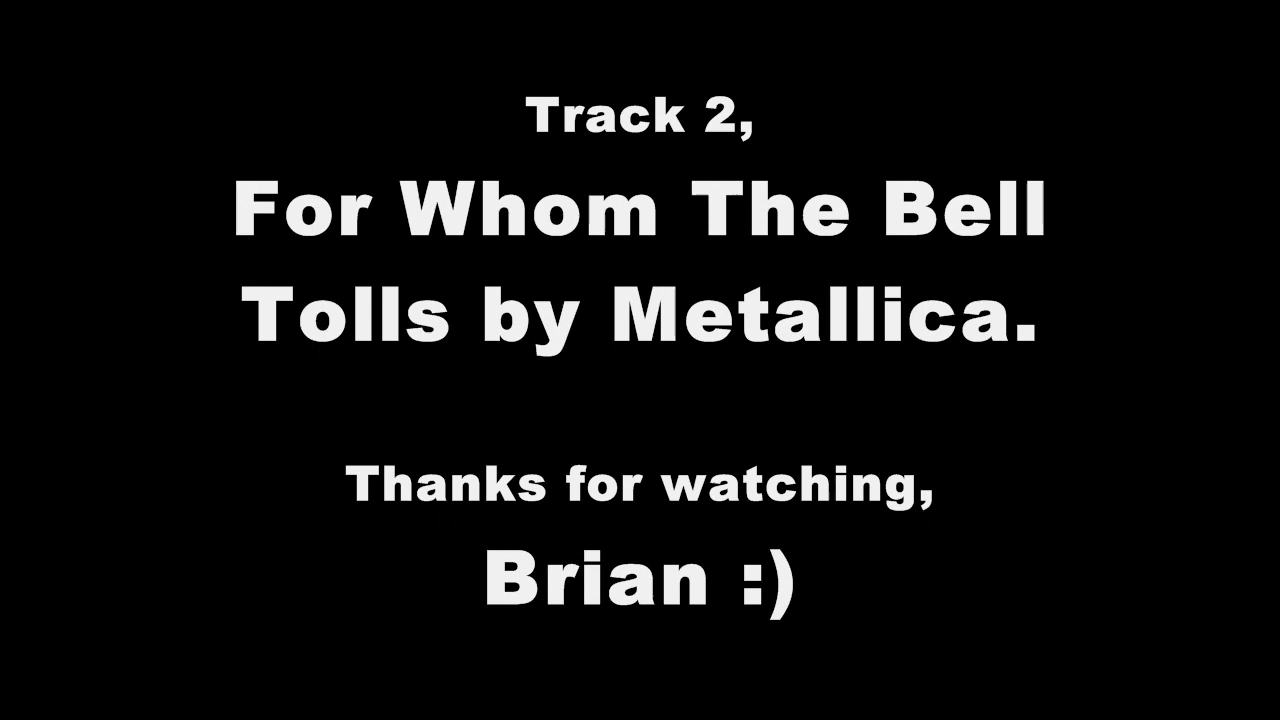 Track 2,
For Whom The Bell
Tolls by Metallica.
Thanks for watching,
Brian :)